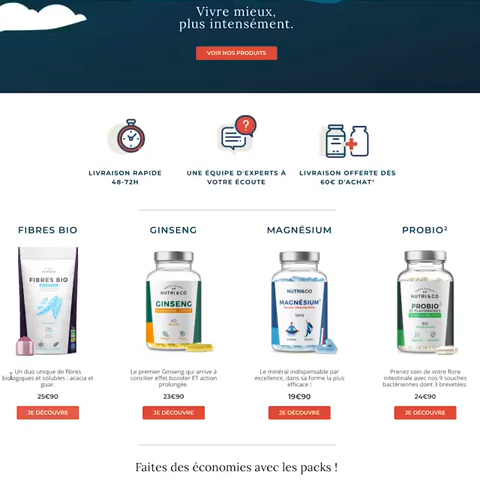 Vivre mieux,
plus intensément.
VOIR NOS PRODUITS
?
LIVRAISON RAPIDE
48-72H
UNE ÉQUIPE D'EXPERTS À
VOTRE ÉCOUTE
LIVRAISON OFFERTE DÈS
60€ D'ACHAT*
FIBRES BIO
GINSENG
MAGNÉSIUM
PROBIO²
FIBRES BIO
NUTRI&CO
GINSENG
60
NUTRI&CO
MAGNÉSIUM
NUTRI&CO
PROBIO
60
Un duo unique de fibres
biologiques et solubles : acacia et
guar.
25€90
JE DÉCOUVRE
Le premier Ginseng qui arrive à
concilier effet booster ET action
prolongée.
23€90
JE DÉCOUVRE
Le minéral indispensable par
excellence, dans sa forme la plus
efficace !
19€90
JE DÉCOUVRE
Prenez soin de votre flore
intestinale avec nos 9 souches
bactériennes dont 3 brevetées.
24€90
JE DÉCOUVRE
Faites des économies avec les packs !